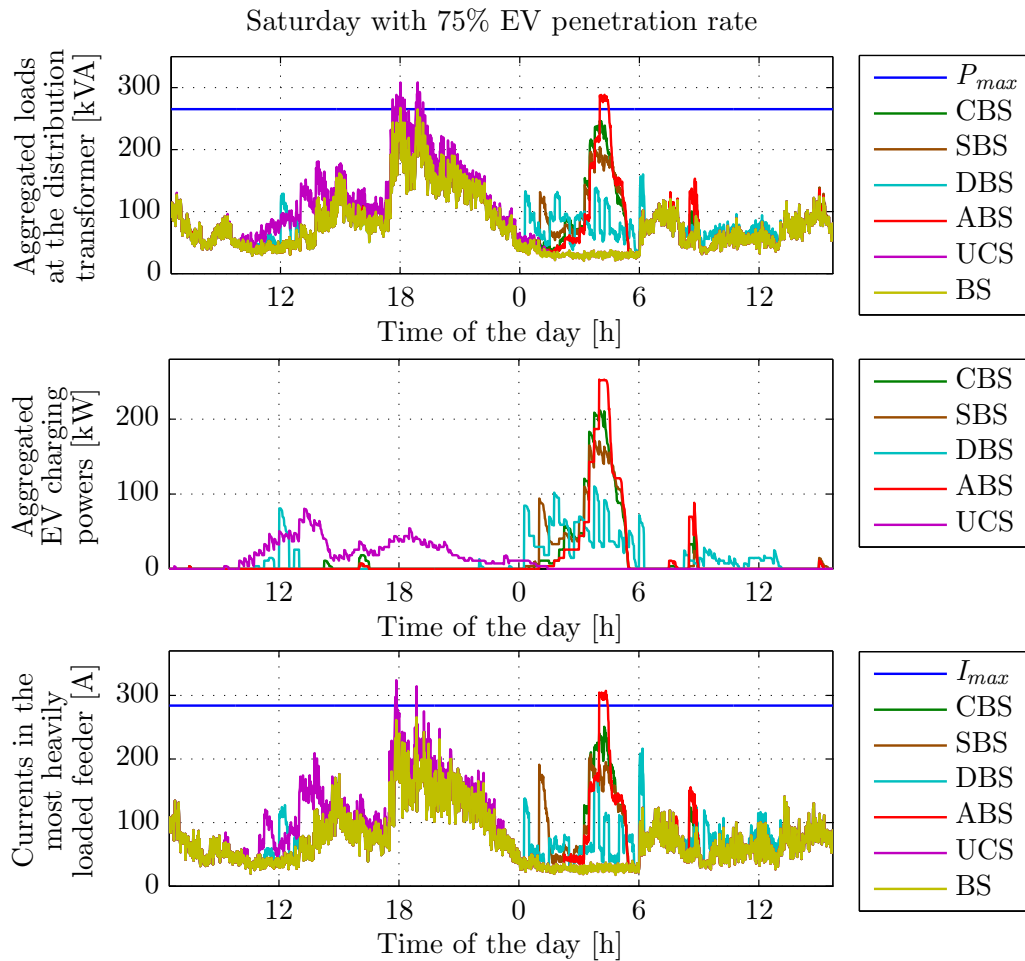 Saturday with 75% EV penetration rate
Aggregated loads
at the distribution
transformer [kVA]
300
200
100
0
12
18
0
6
12
Time of the day [h]
P_max
CBS
SBS
DBS
ABS
UCS
BS
Aggregated
EV charging
powers [kW]
200
100
0
12
18
0
6
12
Time of the day [h]
CBS
SBS
DBS
ABS
UCS
Currents in the
most heavily
loaded feeder [A]
300
200
100
0
12
18
0
6
12
Time of the day [h]
I_max
CBS
SBS
DBS
ABS
UCS
BS